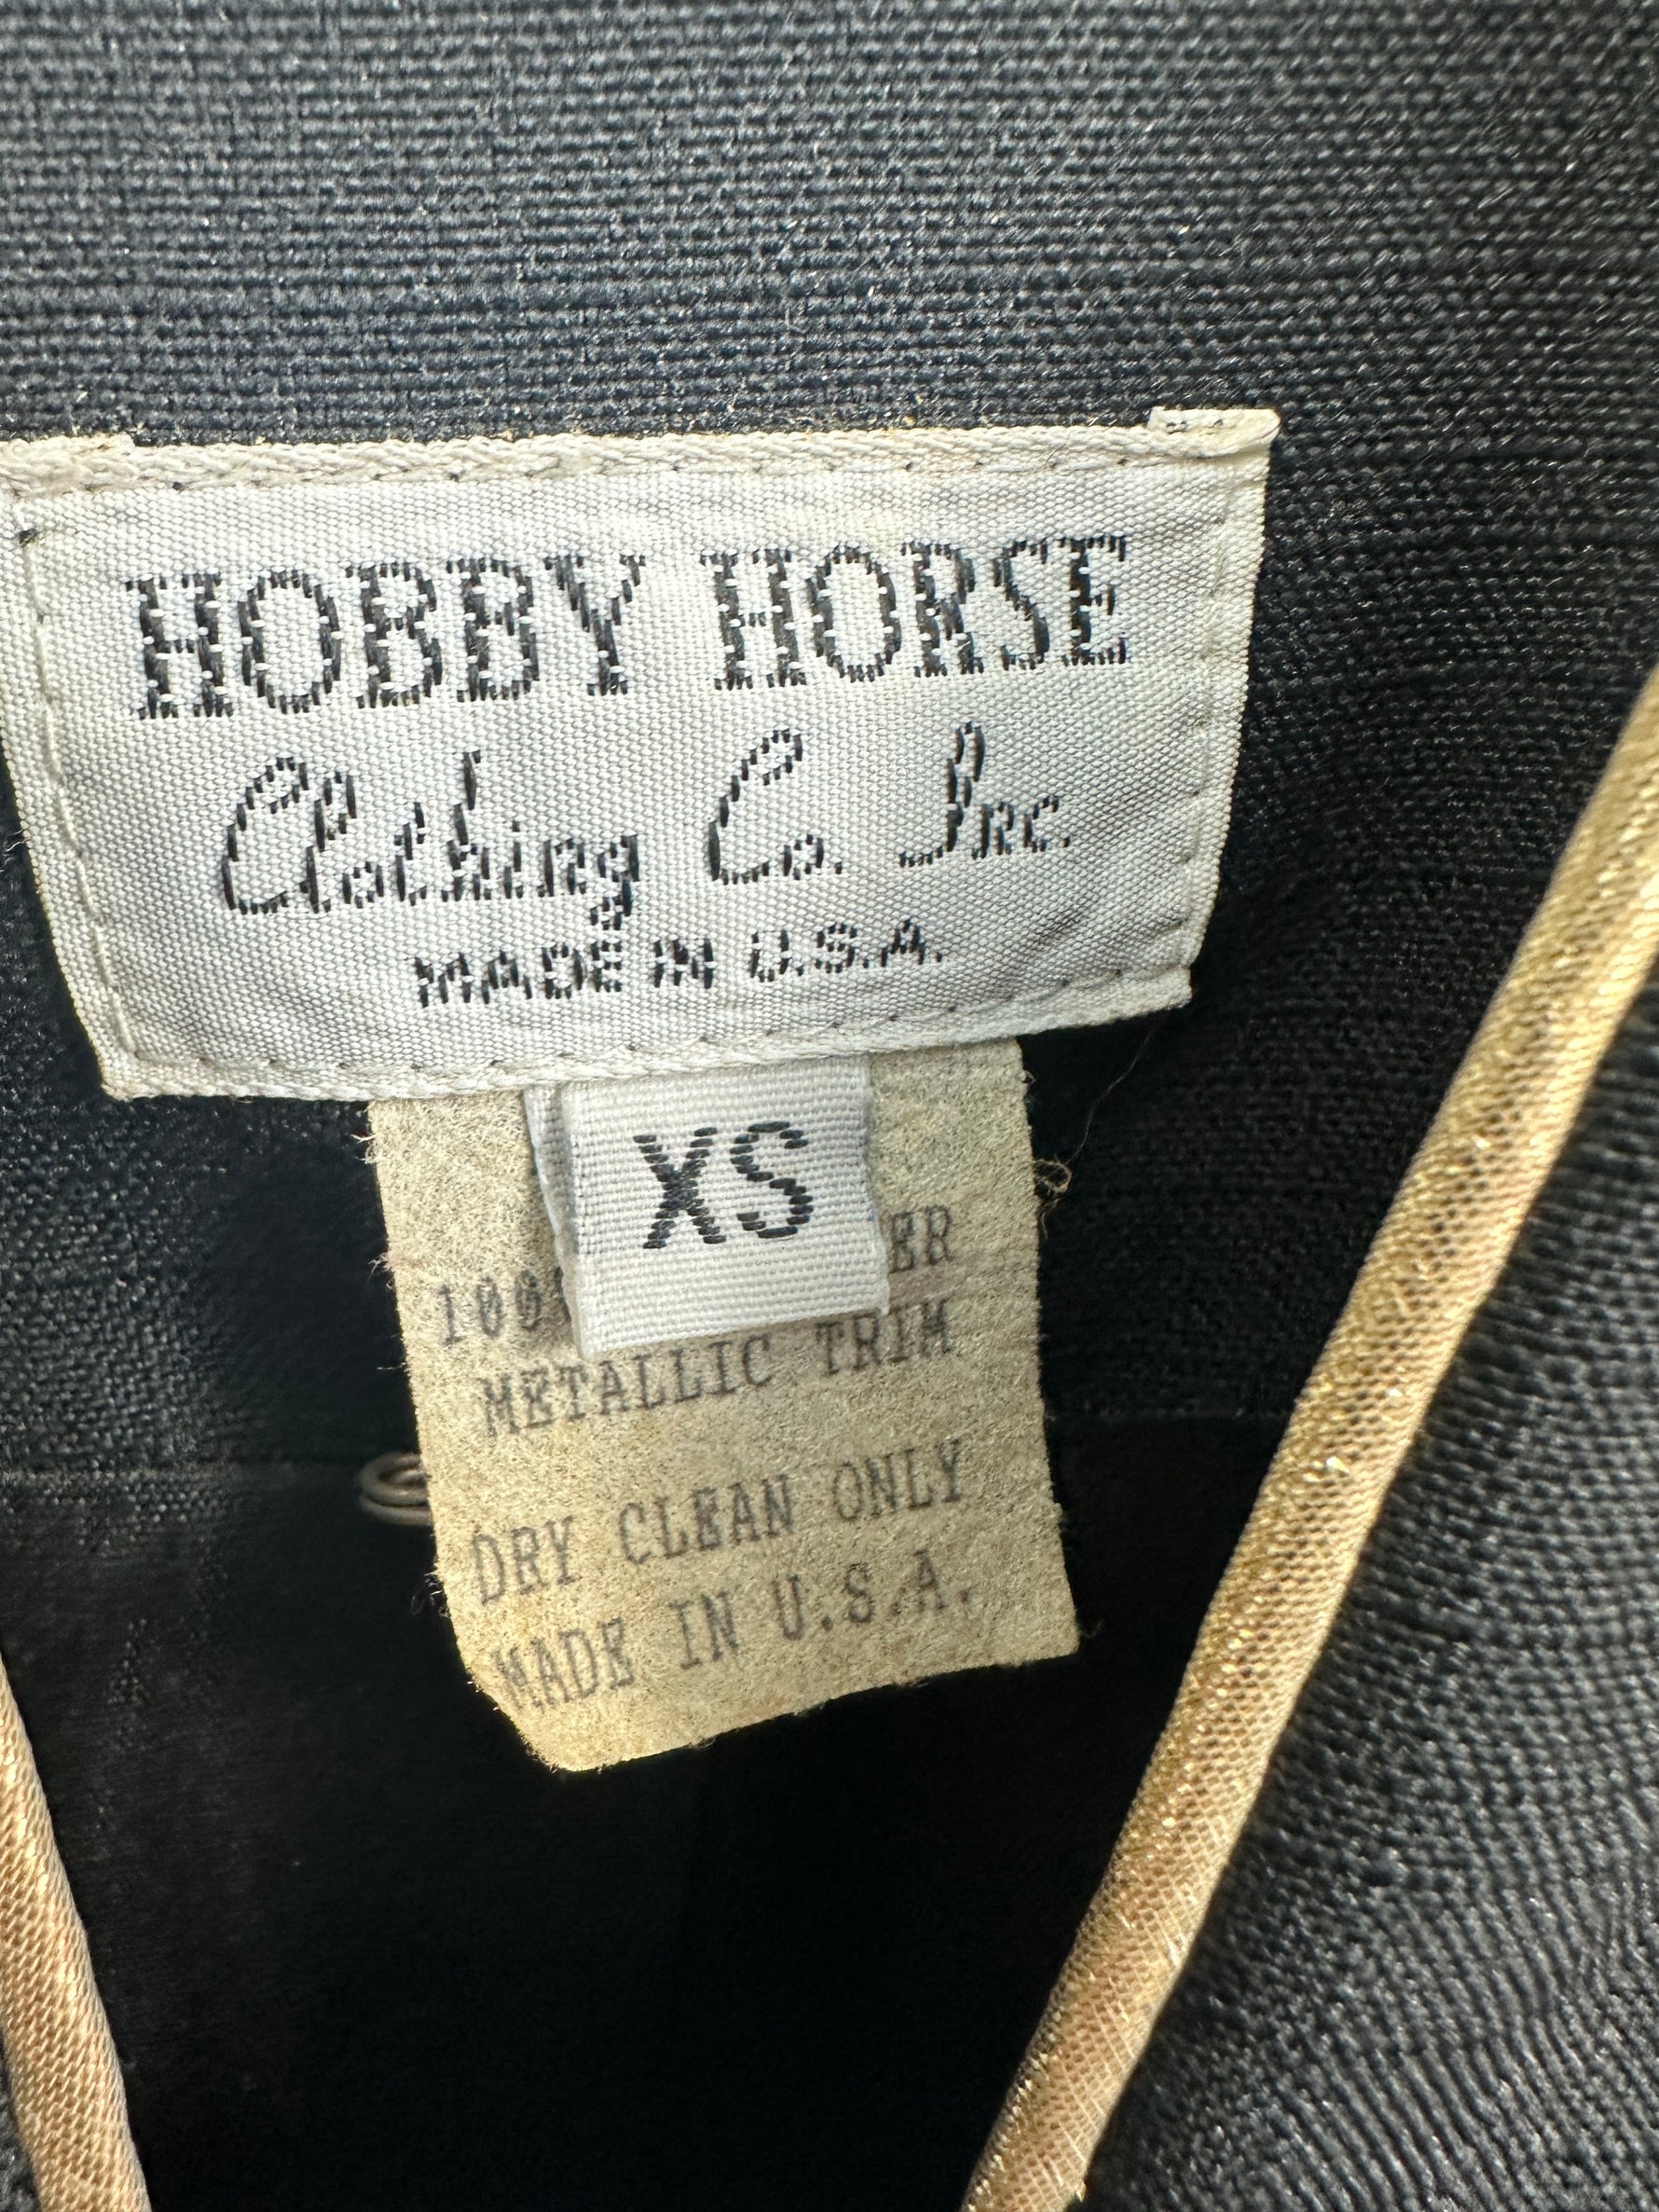 HOBBY HORSE
Clothing Co. Inc.
MADE IN U.S.A.
XS
METALLIC TRIM
DRY CLEAN ONLY
MADE IN U.S.A.